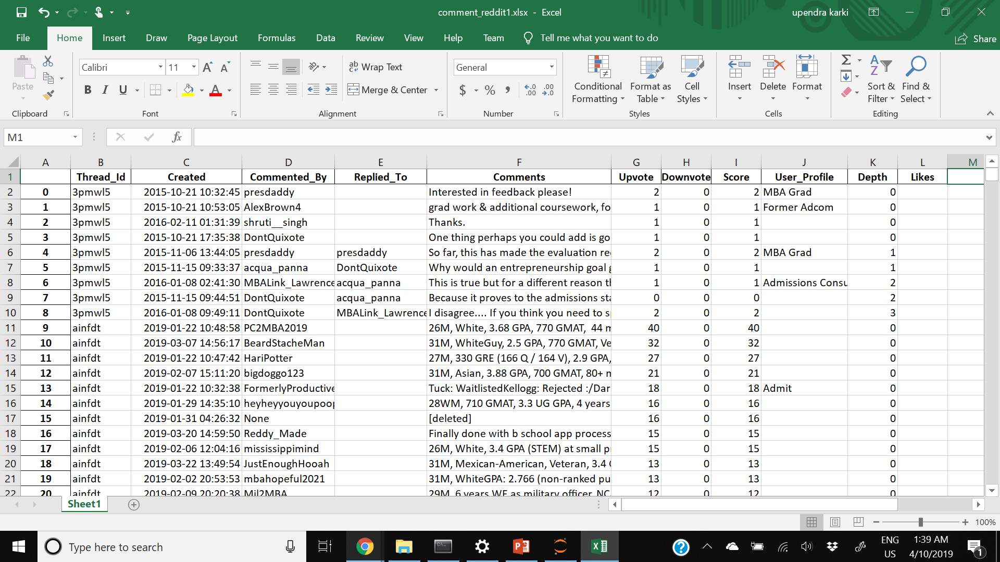 comment_reddit1.xlsx - Excel
upendra karki
File Home Insert Draw Page Layout Formulas Data Review View Help Team Tell me what you want to do Share
Paste
Clipboard
Calibri 11
B I U
Font
Wrap Text
Merge & Center
Alignment
General
$ % ,
Number
Conditional Formatting
Format as Table
Cell Styles
Styles
Insert Delete Format
Cells
Sort & Filter
Find & Select
Editing
M1 fx
A B C D E F G H I J K L M
1 Thread_Id Created Commented_By Replied_To Comments Upvote Downvote Score User_Profile Depth Likes
2 0 3pmwl5 2015-10-21 10:32:45 presdaddy Interested in feedback please! 2 0 2 MBA Grad 0
3 1 3pmwl5 2015-10-21 10:53:05 AlexBrown4 grad work & additional coursework, fo 1 0 1 Former Adcom 0
4 2 3pmwl5 2016-02-11 01:31:39 shruti__singh Thanks. 1 0 1 0
5 3 3pmwl5 2015-10-21 17:35:38 DontQuixote One thing perhaps you could add is go 1 0 1 0
6 4 3pmwl5 2015-11-06 13:44:05 presdaddy presdaddy So far, this has made the evaluation re 2 0 2 MBA Grad 1
7 5 3pmwl5 2015-11-15 09:33:37 acqua_panna DontQuixote Why would an entrepreneurship goal 1 0 1 1
8 6 3pmwl5 2016-01-08 02:41:30 MBALink_Lawrence acqua_panna This is true but for a different reason th 1 0 1 Admissions Consu 2
9 7 3pmwl5 2015-11-15 09:44:51 DontQuixote acqua_panna Because it proves to the admissions sta 0 0 0 2
10 8 3pmwl5 2016-01-08 09:49:11 DontQuixote MBALink_Lawrence I disagree.... If you think you need to s 2 0 2 3
11 9 ainfdt 2019-01-22 10:48:58 PC2MBA2019 26M, White, 3.68 GPA, 770 GMAT, 44 m 40 0 40 0
12 10 ainfdt 2019-03-07 14:56:17 BeardStacheMan 31M, WhiteGuy, 2.5 GPA, 770 GMAT, Ve 32 0 32 0
13 11 ainfdt 2019-01-22 10:47:42 HariPotter 27M, 330 GRE (166 Q / 164 V), 2.9 GPA, 27 0 27 0
14 12 ainfdt 2019-02-07 15:11:20 bigdoggo123 31M, Asian, 3.88 GPA, 700 GMAT, 80+ m 21 0 21 0
15 13 ainfdt 2019-01-22 10:32:38 FormerlyProductive Tuck: WaitlistedKellogg: Rejected :/Dar 18 0 18 Admit 0
16 14 ainfdt 2019-01-29 14:35:10 heyheyyouyoupoop 28WM, 710 GMAT, 3.3 UG GPA, 4 years 16 0 16 0
17 15 ainfdt 2019-01-31 04:26:32 None [deleted] 16 0 16 0
18 16 ainfdt 2019-03-20 14:59:50 Reddy_Made Finally done with b school app process 15 0 15 0
19 17 ainfdt 2019-02-06 12:04:16 mississippimind 26M, White, 3.4 GPA (STEM) at small p 15 0 15 0
20 18 ainfdt 2019-03-22 13:49:54 JustEnoughHooah 31M, Mexican-American, Veteran, 3.4 13 0 13 0
21 19 ainfdt 2019-02-02 20:53:53 mbahopeful2021 31M, WhiteGPA: 2.766 (non-ranked pu 13 0 13 0
22 20 ainfdt 2019-02-09 20:20:38 Mil2MBA 29M, 6 years WE as military officer, NC 12 0 12 0
Sheet1
100%
Type here to search
ENG US
1:39 AM
4/10/2019
1